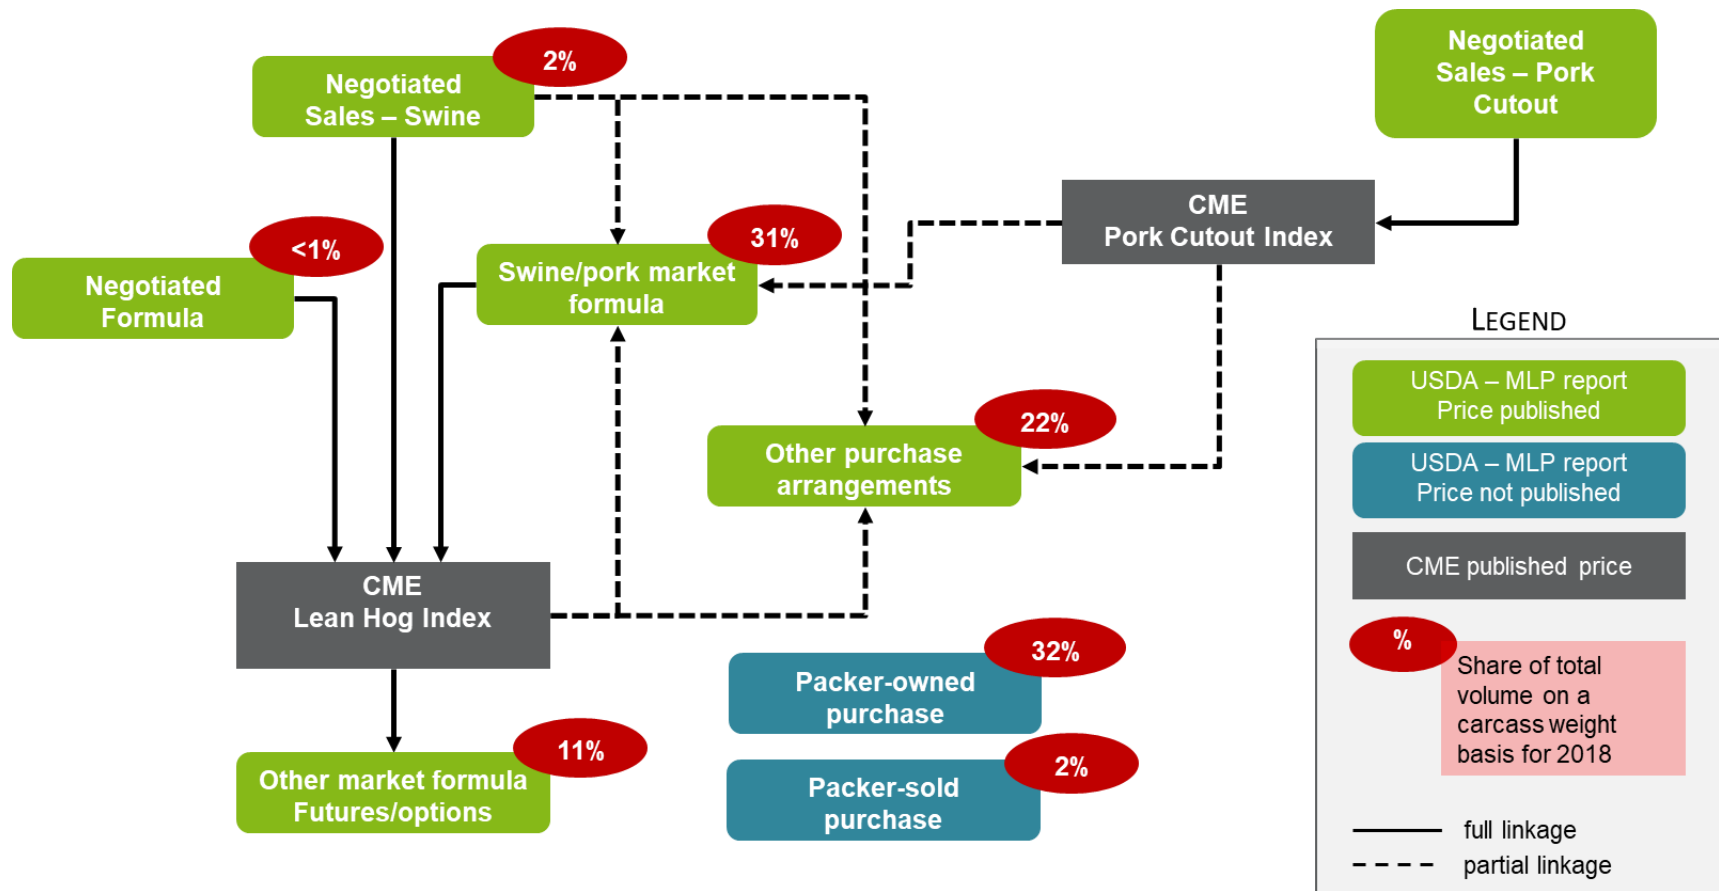 2%
Negotiated
Sales – Swine
Negotiated
Sales – Pork
Cutout
CME
Pork Cutout Index
<1%
Negotiated
Formula
31%
Swine/pork market
formula
22%
Other purchase
arrangements
CME
Lean Hog Index
32%
Packer-owned
purchase
11%
Other market formula
Futures/options
2%
Packer-sold
purchase
LEGEND
USDA – MLP report
Price published
USDA – MLP report
Price not published
CME published price
%
Share of total
volume on a
carcass weight
basis for 2018
full linkage
partial linkage